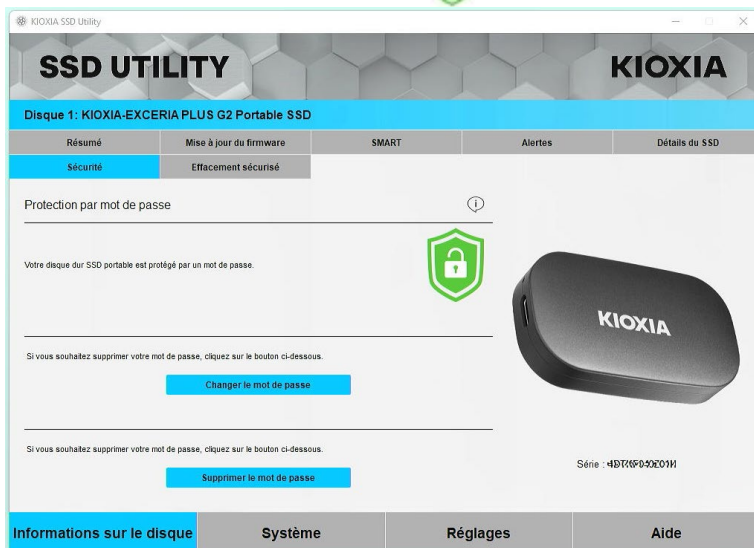 KIOXIA SSD Utility
SSD UTILITY
KIOXIA
Disque 1: KIOXIA-EXCERIA PLUS G2 Portable SSD
Résumé Mise à jour du firmware SMART Alertes Détails du SSD
Sécurité Effacement sécurisé
Protection par mot de passe
Votre disque dur SSD portable est protégé par un mot de passe.
KIOXIA
Si vous souhaitez supprimer votre mot de passe, cliquez sur le bouton ci-dessous.
Changer le mot de passe
Si vous souhaitez supprimer votre mot de passe, cliquez sur le bouton ci-dessous.
Série :
Supprimer le mot de passe
Informations sur le disque Système Réglages Aide